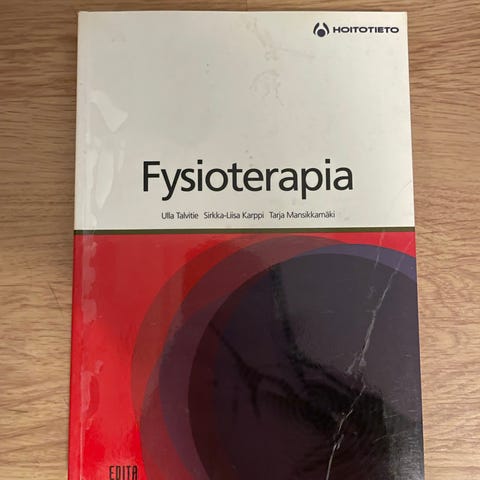 HOITOTIETO
Fysioterapia
Ulla Talvitie Sirkka-Liisa Karppi Tarja Mansikkamäki
EDITA